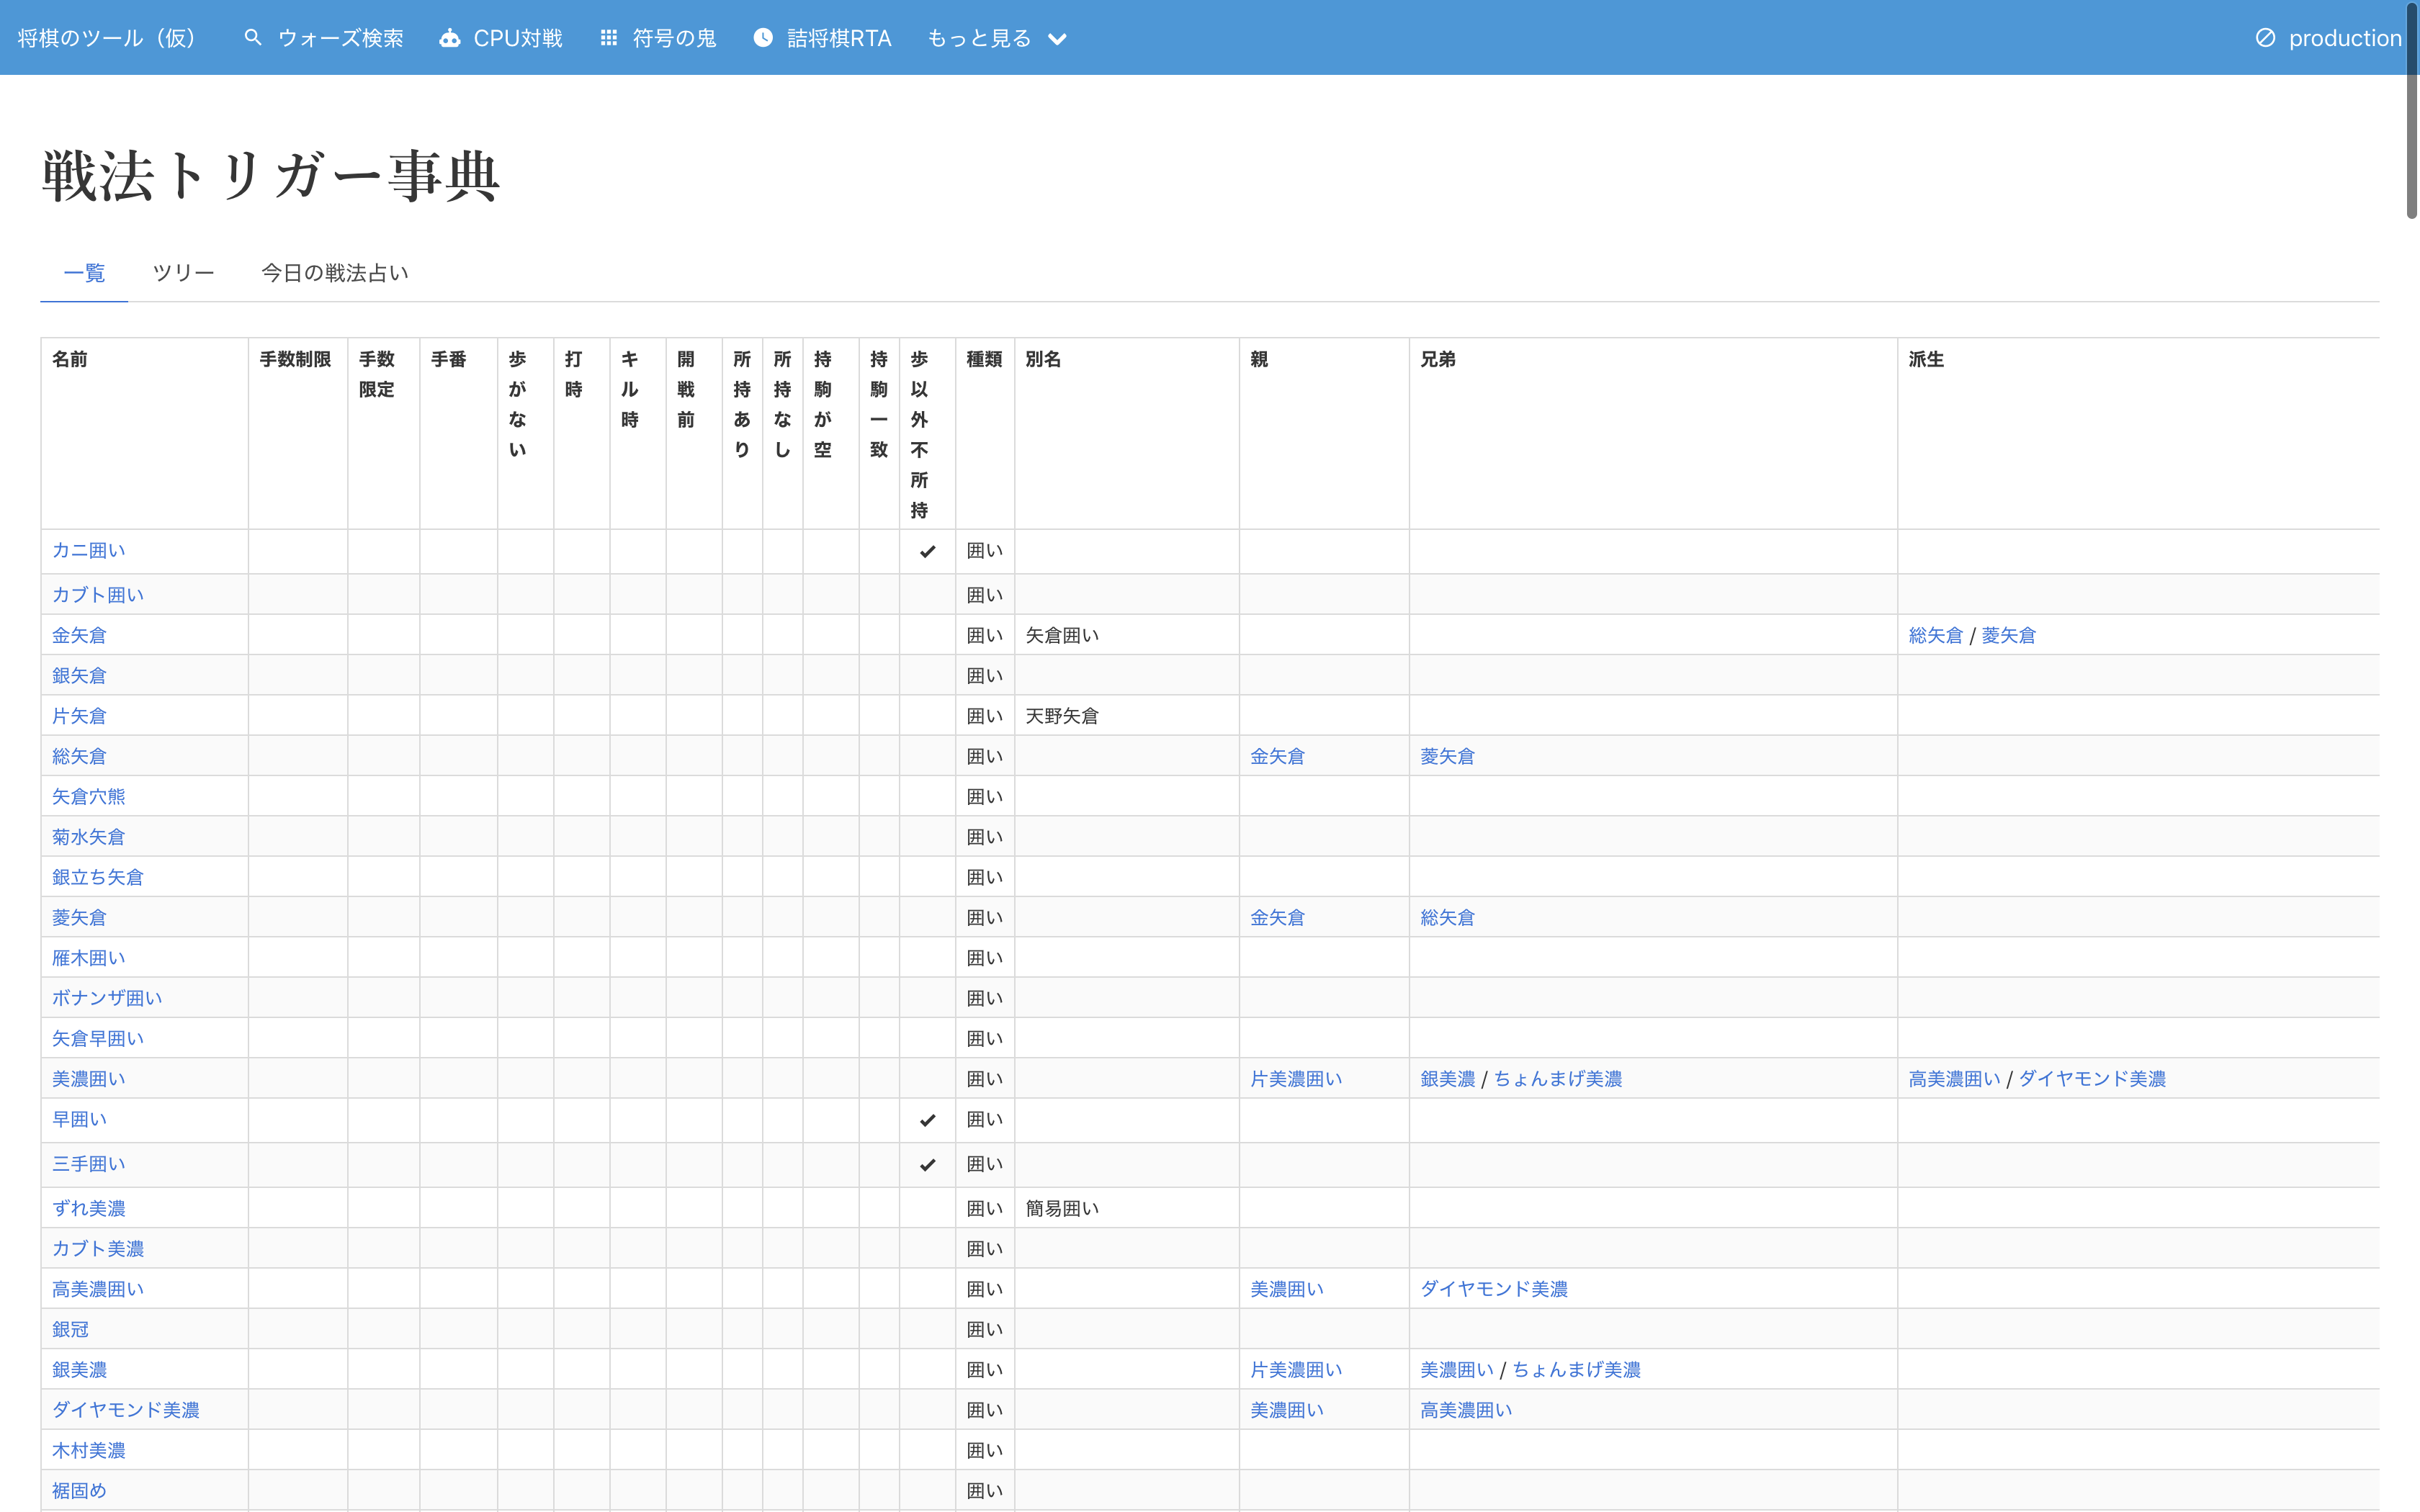 将棋のツール（仮） ウォーズ検索 CPU対戦 符号の鬼 詰将棋RTA もっと見る production
戦法トリガー事典
一覧 ツリー 今日の戦法占い
名前 手数制限 手数限定 手番 歩がない 打時 キル時 開戦前 所持あり 所持なし 持駒が空 持駒一致 歩以外不所持 種類 別名 親 兄弟 派生
カニ囲い ✔ 囲い
カブト囲い 囲い
金矢倉 囲い 矢倉囲い 総矢倉 / 菱矢倉
銀矢倉 囲い
片矢倉 囲い 天野矢倉
総矢倉 囲い 金矢倉 菱矢倉
矢倉穴熊 囲い
菊水矢倉 囲い
銀立ち矢倉 囲い
菱矢倉 囲い 金矢倉 総矢倉
雁木囲い 囲い
ボナンザ囲い 囲い
矢倉早囲い 囲い
美濃囲い 囲い 片美濃囲い 銀美濃 / ちょんまげ美濃 高美濃囲い / ダイヤモンド美濃
早囲い ✔ 囲い
三手囲い ✔ 囲い
ずれ美濃 囲い 簡易囲い
カブト美濃 囲い
高美濃囲い 囲い 美濃囲い ダイヤモンド美濃
銀冠 囲い
銀美濃 囲い 片美濃囲い 美濃囲い / ちょんまげ美濃
ダイヤモンド美濃 囲い 美濃囲い 高美濃囲い
木村美濃 囲い
裾固め 囲い